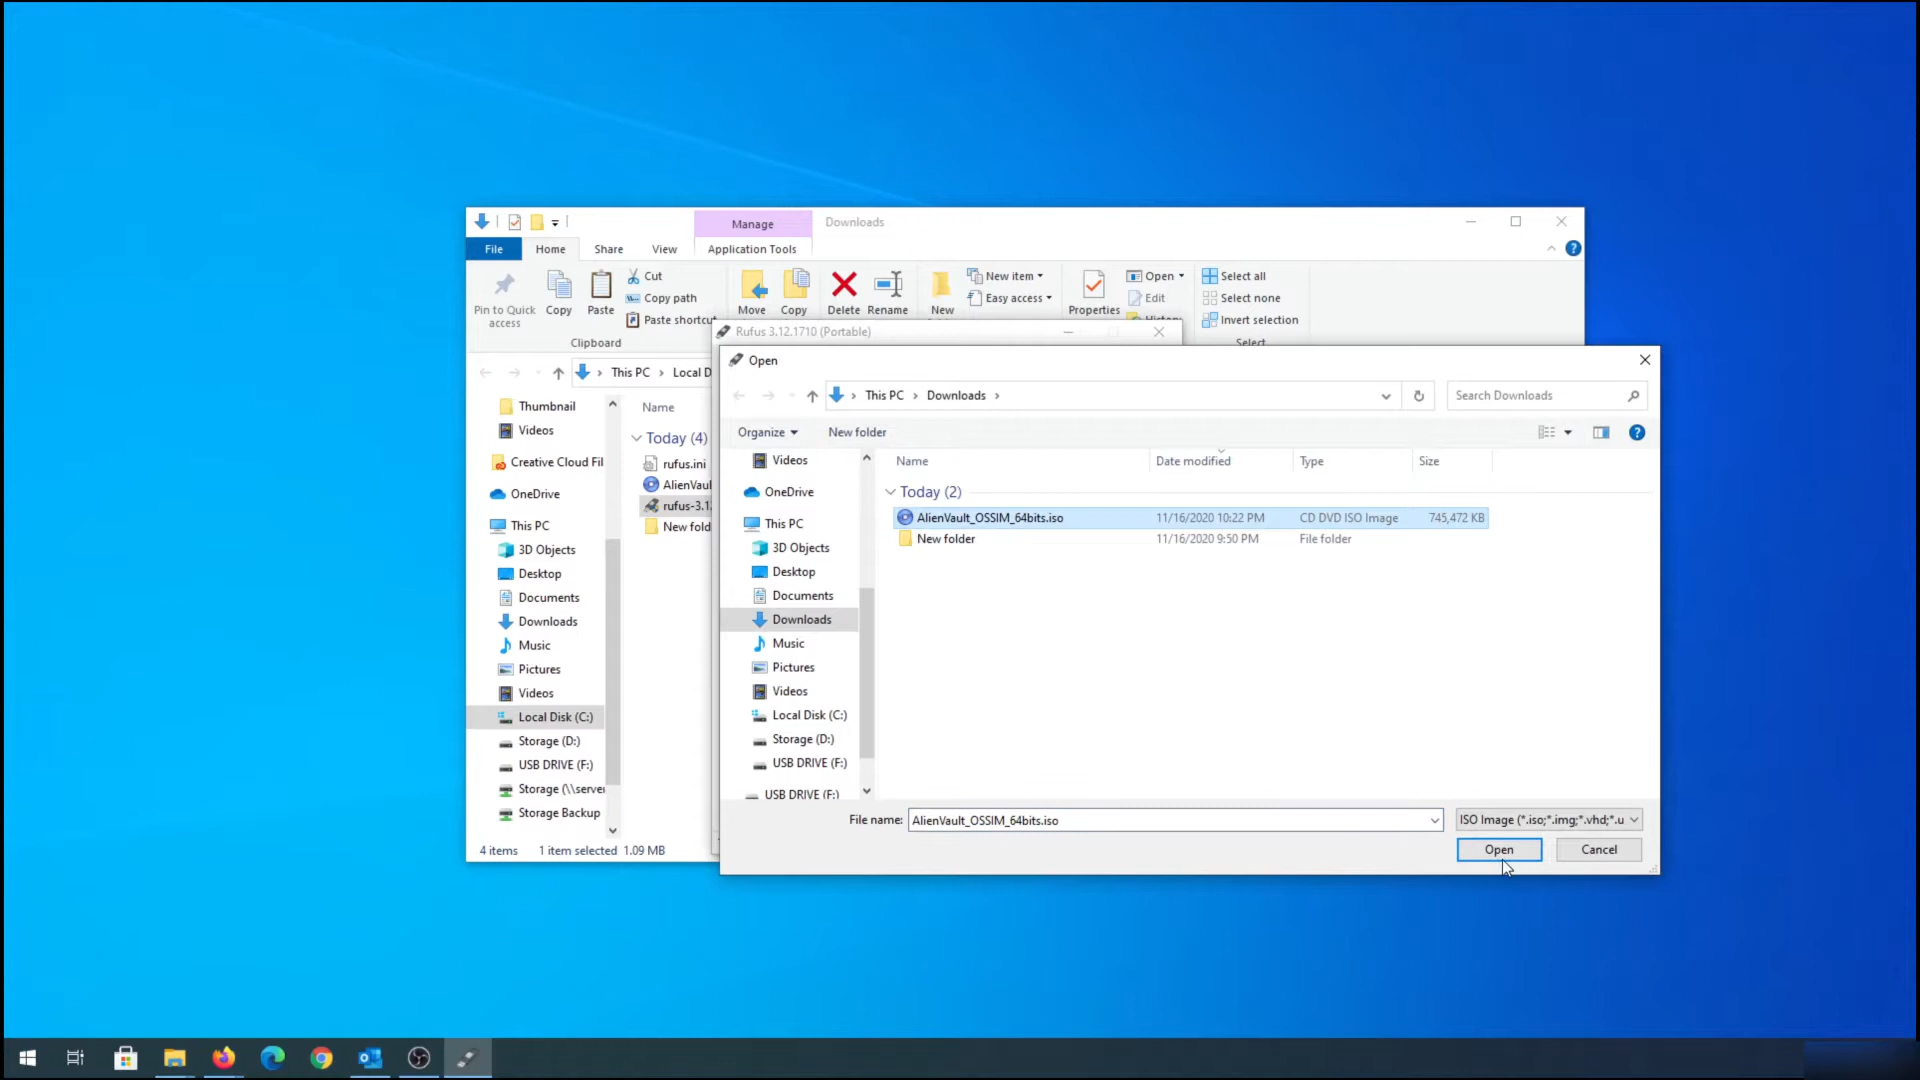 Manage
Downloads
File
Home
Share
View
Application Tools
Pin to Quick
access
Copy
Paste
Cut
Copy path
Paste shortcu
Clipboard
Move
Copy
Delete
Rename
New
New item
Easy access
Properties
Open
Edit
Select all
Select none
Invert selection
Rufus 3.12.1710 (Portable)
This PC
Local D
Thumbnail
Videos
Creative Cloud Fil
OneDrive
This PC
3D Objects
Desktop
Documents
Downloads
Music
Pictures
Videos
Local Disk (C:)
Storage (D:)
USB DRIVE (F:)
Storage (\\server
Storage Backup
Name
Today (4)
rufus.ini
AlienVaul
rufus-3.1
New fold
4 items
1 item selected 1.09 MB
Open
This PC
Downloads
Search Downloads
Organize
New folder
Videos
OneDrive
This PC
3D Objects
Desktop
Documents
Downloads
Music
Pictures
Videos
Local Disk (C:)
Storage (D:)
USB DRIVE (F:)
USB DRIVE (F:)
Name
Date modified
Type
Size
Today (2)
AlienVault_OSSIM_64bits.iso
11/16/2020 10:22 PM
CD DVD ISO Image
745,472 KB
New folder
11/16/2020 9:50 PM
File folder
File name:
AlienVault_OSSIM_64bits.iso
ISO Image (*.iso;*.img;*.vhd;*.u
Open
Cancel